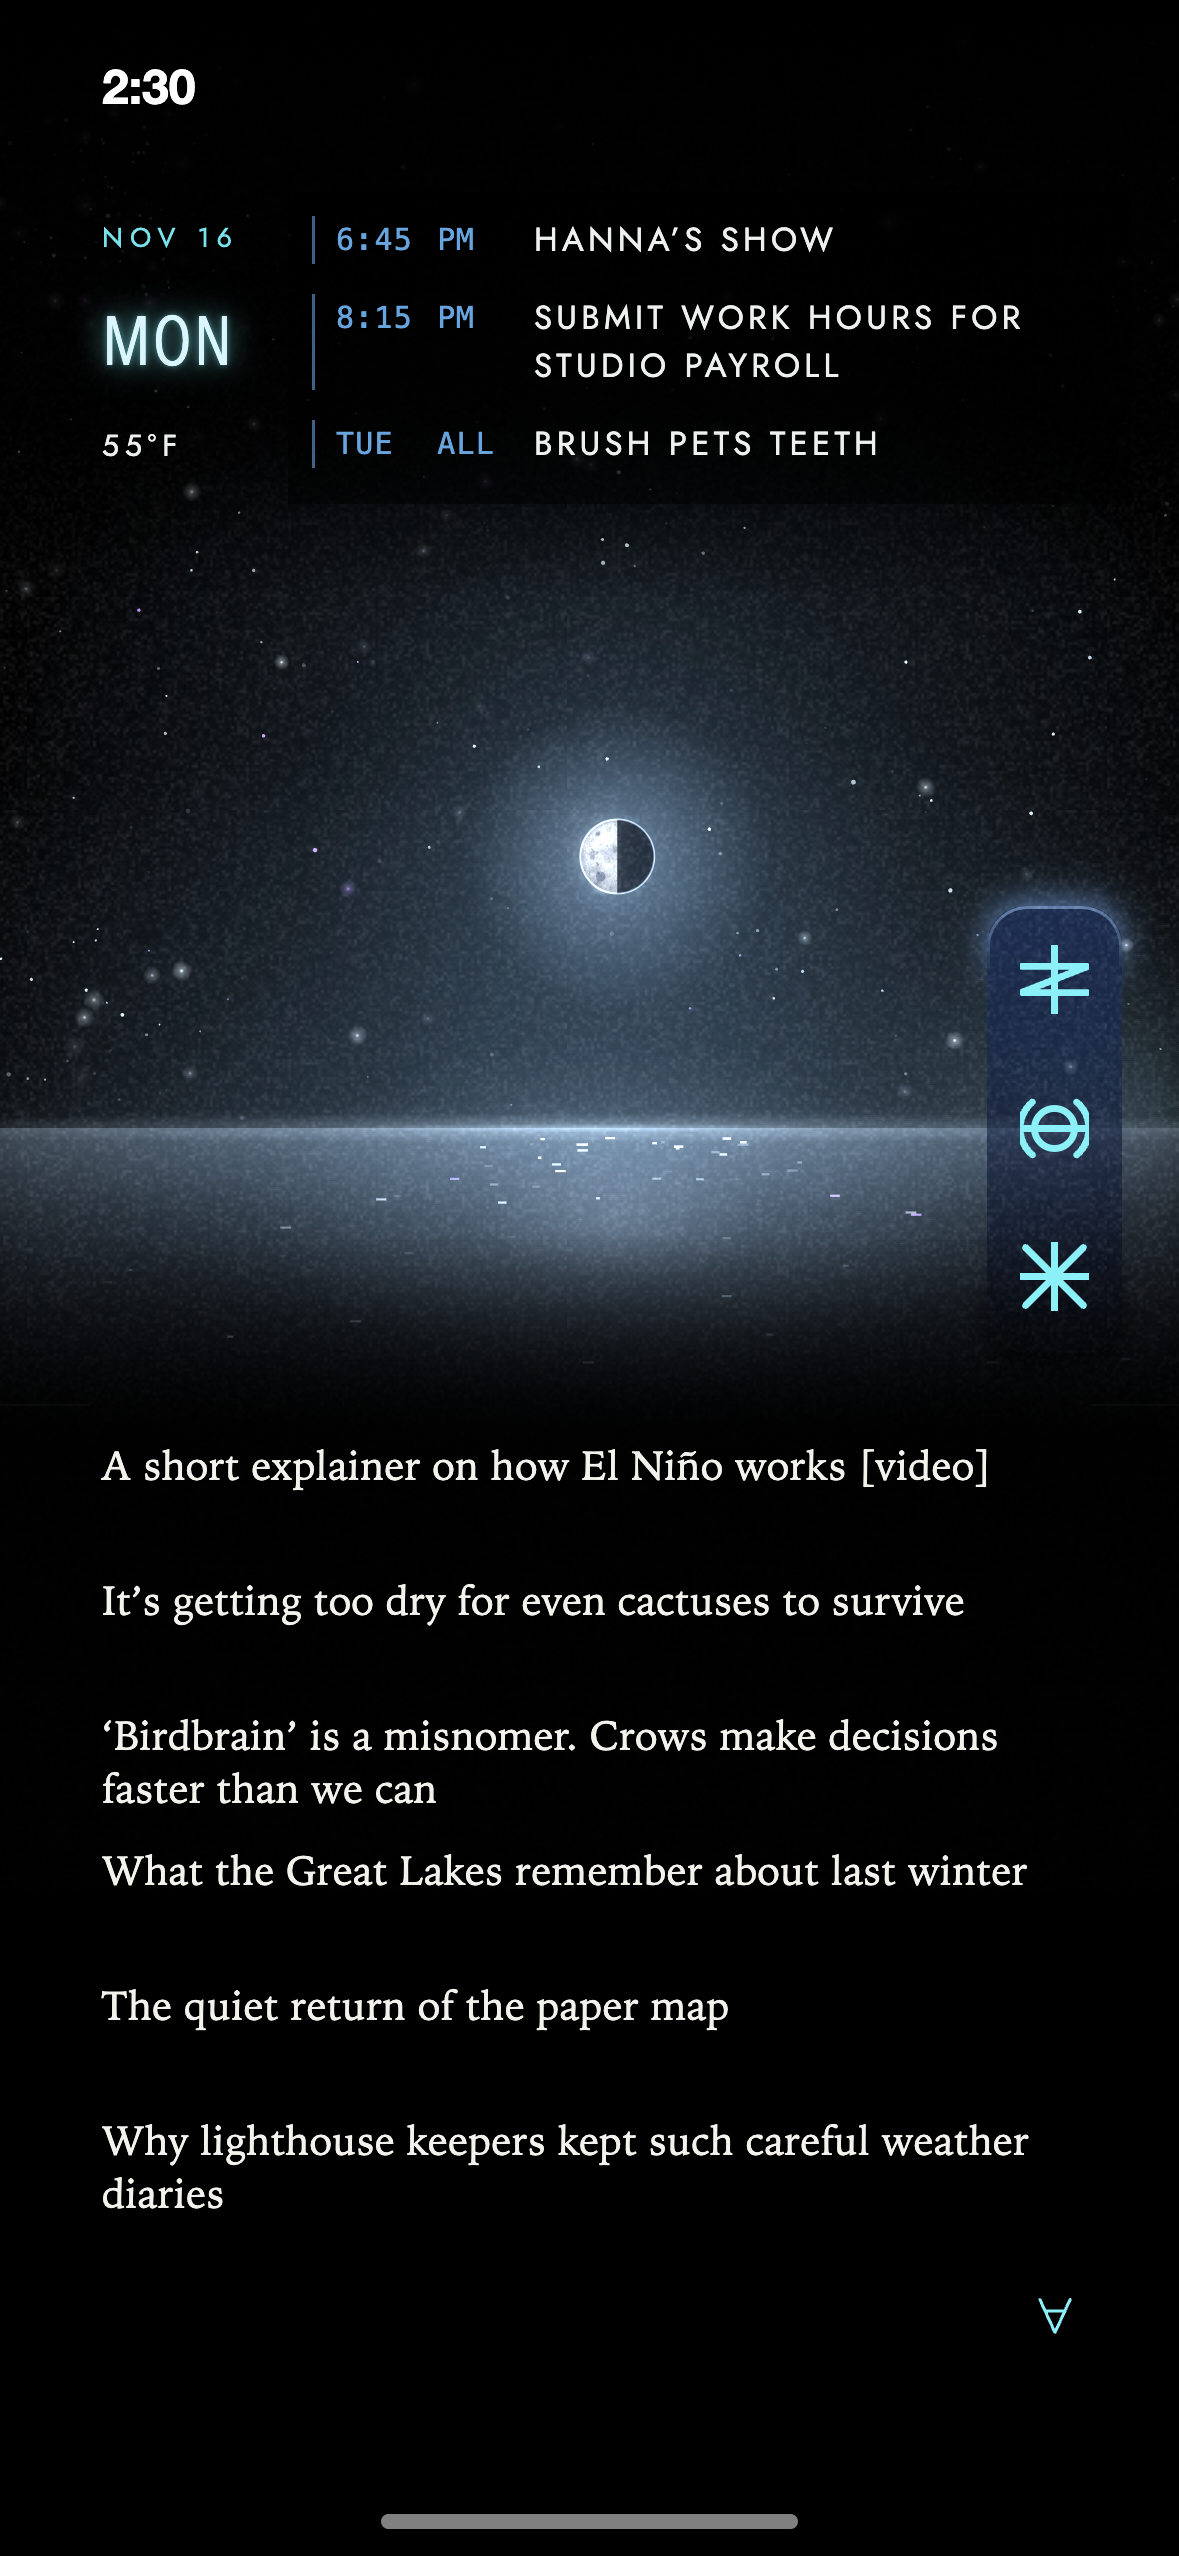 2:30
NOV 16
MON
55°F
6:45 PM HANNA’S SHOW
8:15 PM SUBMIT WORK HOURS FOR
STUDIO PAYROLL
TUE ALL BRUSH PETS TEETH
A short explainer on how El Niño works [video]
It’s getting too dry for even cactuses to survive
‘Birdbrain’ is a misnomer. Crows make decisions
faster than we can
What the Great Lakes remember about last winter
The quiet return of the paper map
Why lighthouse keepers kept such careful weather
diaries
∀